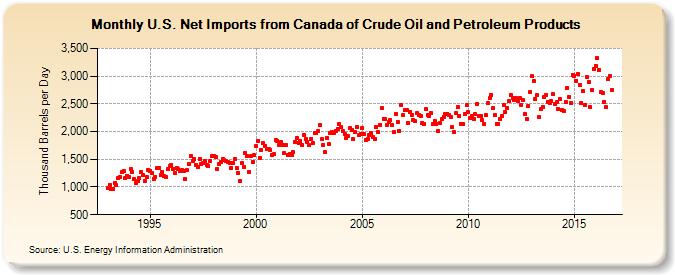 Monthly U.S. Net Imports from Canada of Crude Oil and Petroleum Products
Thousand Barrels per Day
3,500
3,000
2,500
2,000
1,500
1,000
500
1995 2000 2005 2010 2015
Source: U.S. Energy Information Administration